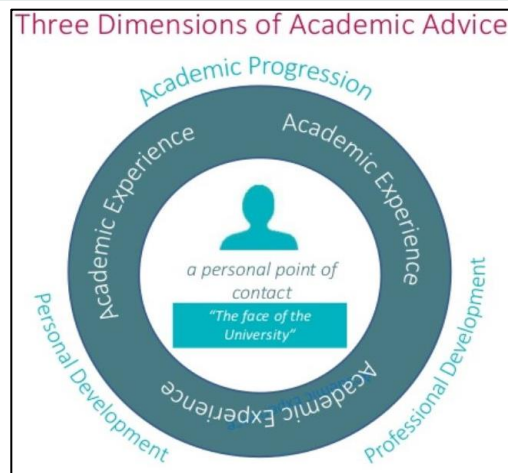 Three Dimensions of Academic Advice
Academic Progression
Academic Experience
Academic Experience
a personal point of
contact
"The face of the
University"
Personal Development
Academic Experience
Professional Development